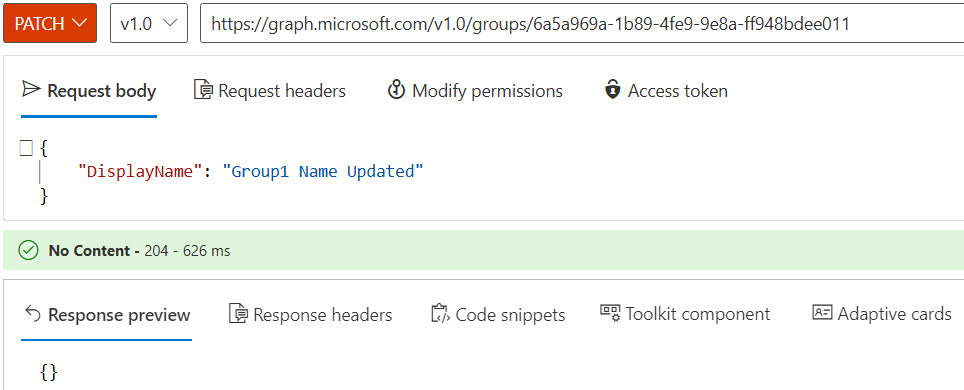 PATCH v1.0 https://graph.microsoft.com/v1.0/groups/6a5a969a-1b89-4fe9-9e8a-ff948bdee011
Request body Request headers Modify permissions Access token
{
"DisplayName": "Group1 Name Updated"
}
No Content - 204 - 626 ms
Response preview Response headers Code snippets Toolkit component Adaptive cards
{}